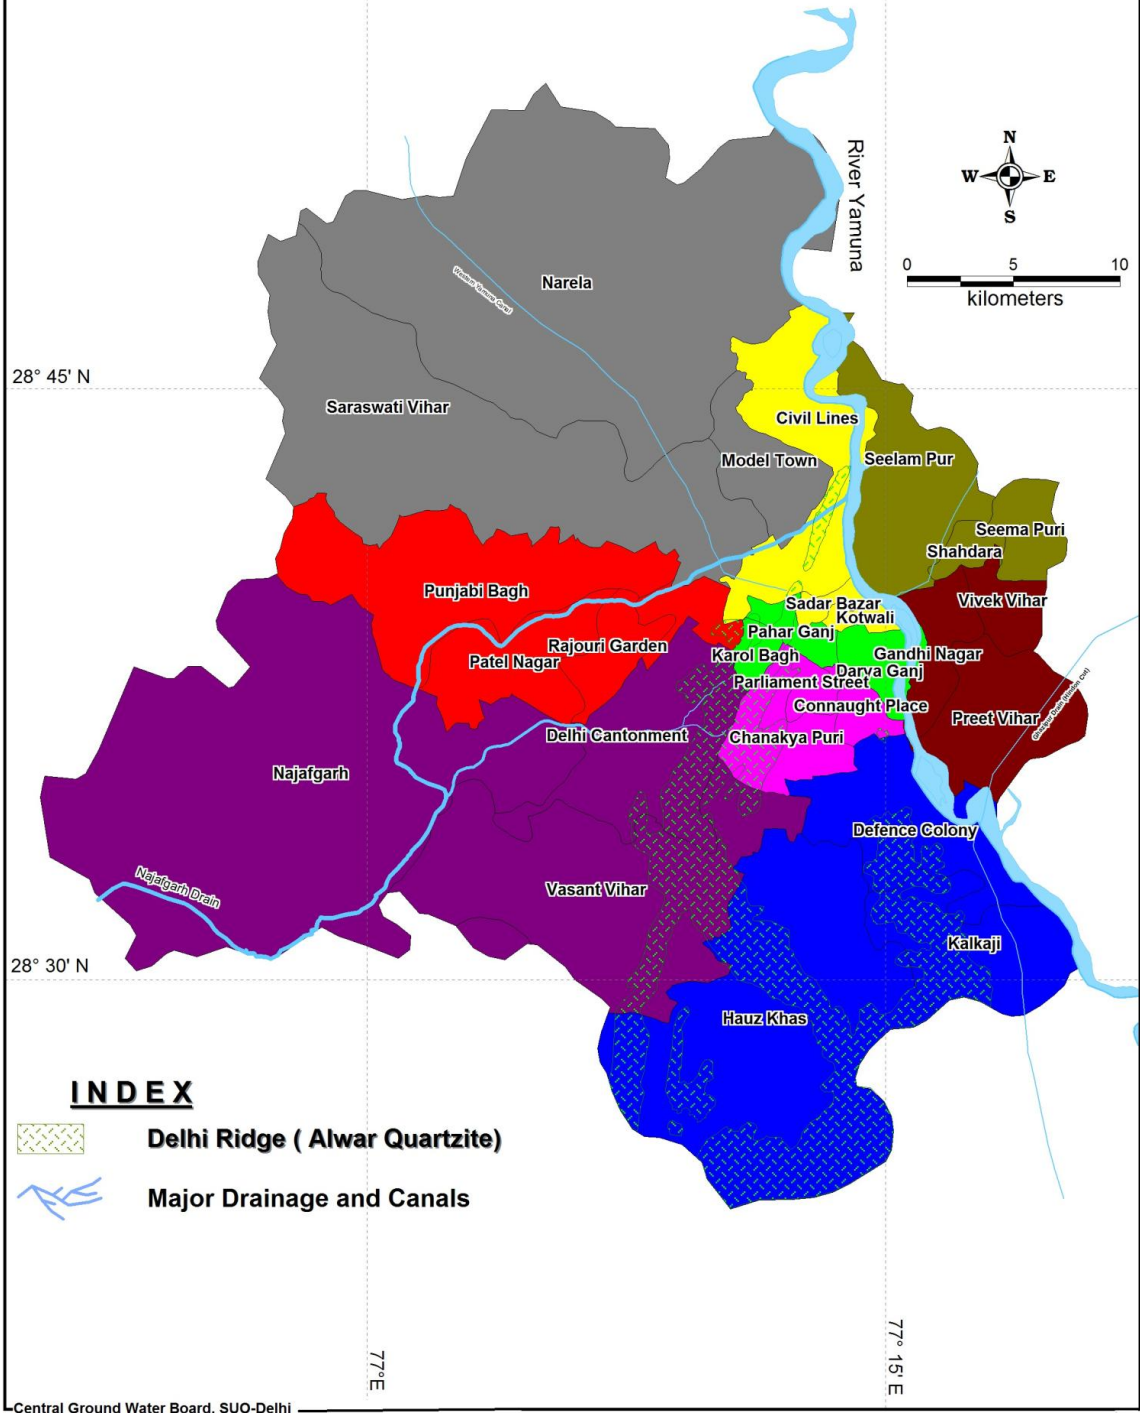 River Yamuna
N
W E
S
0 5 10
kilometers
Narela
Western Yamuna Canal
28° 45' N
Saraswati Vihar
Civil Lines
Model Town
Seelam Pur
Seema Puri
Shahdara
Punjabi Bagh
Vivek Vihar
Sadar Bazar
Kotwali
Pahar Ganj
Rajouri Garden
Karol Bagh
Gandhi Nagar
Patel Nagar
Darya Ganj
Parliament Street
Connaught Place
Preet Vihar
Delhi Cantonment
Chanakya Puri
Najafgarh
Defence Colony
Najafgarh Drain
Vasant Vihar
Kalkaji
28° 30' N
Hauz Khas
INDEX
Delhi Ridge ( Alwar Quartzite)
Major Drainage and Canals
77°E
77° 15' E
Central Ground Water Board, SUO-Delhi